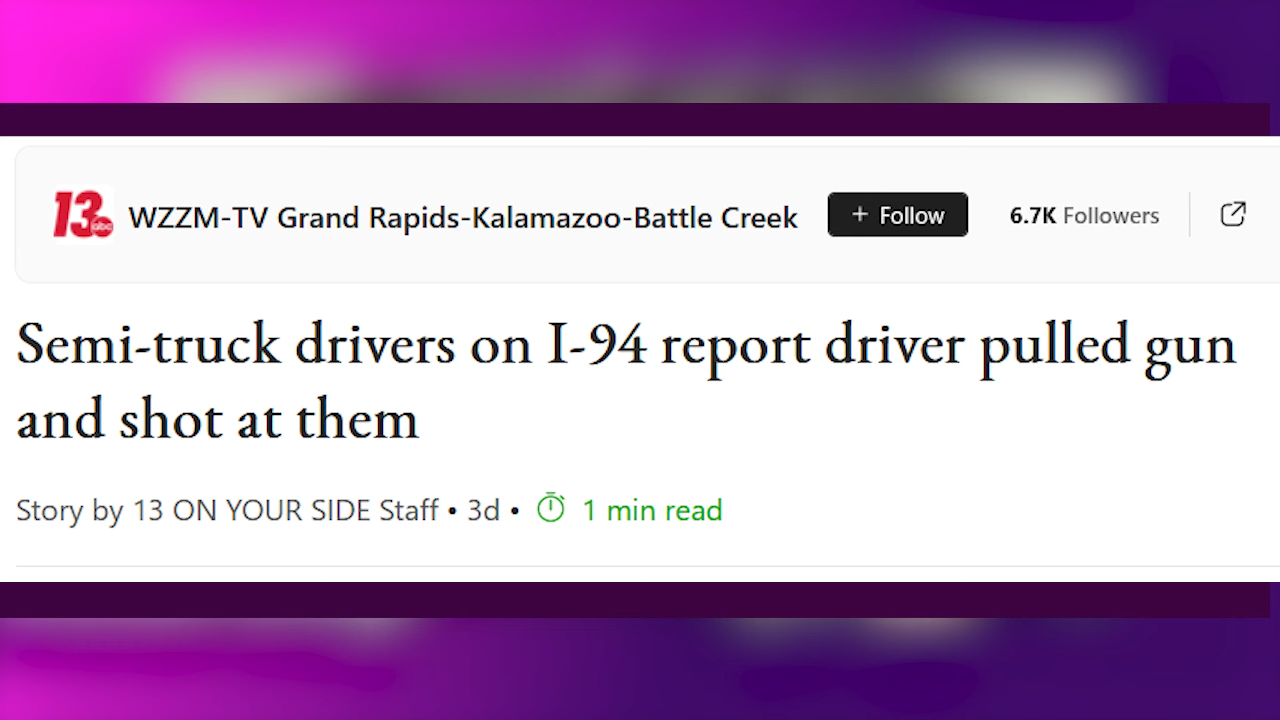 13 abc
WZZM-TV Grand Rapids-Kalamazoo-Battle Creek + Follow 6.7K Followers
Semi-truck drivers on I-94 report driver pulled gun
and shot at them
Story by 13 ON YOUR SIDE Staff • 3d • 1 min read